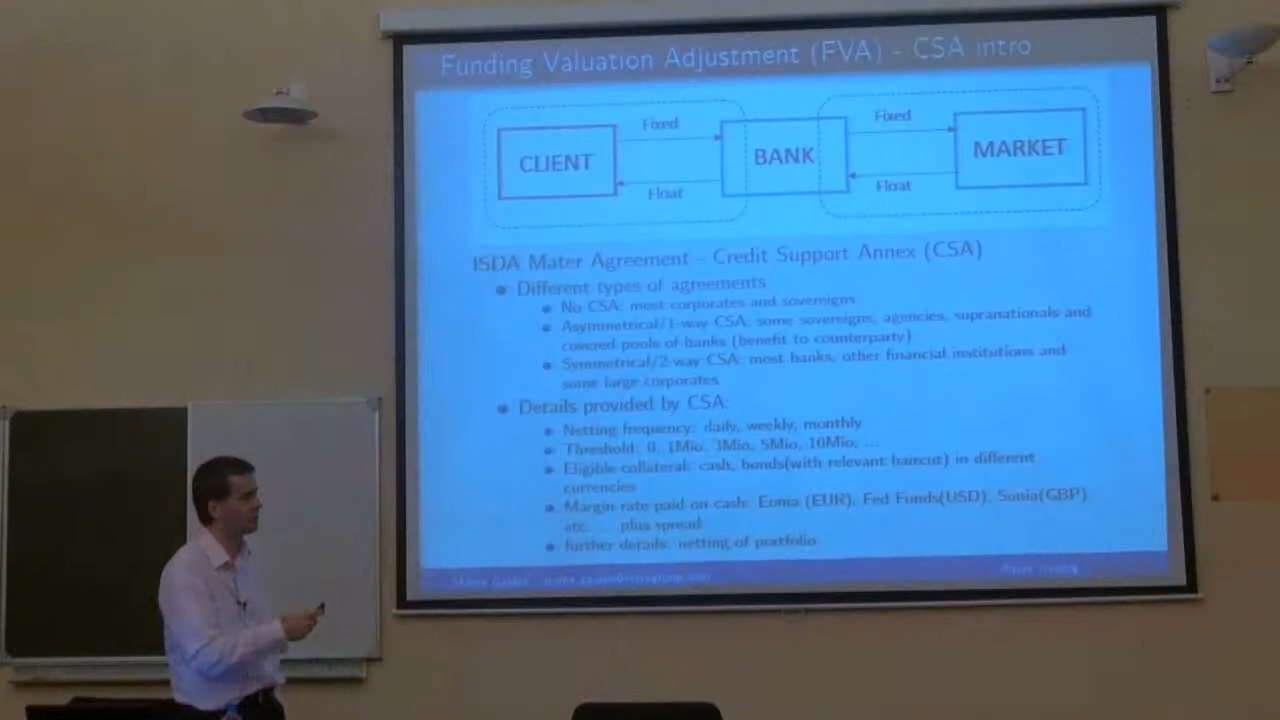 Funding Valuation Adjustment (FVA) - CSA intro
Fixed
Fixed
CLIENT
BANK
MARKET
Float
Float
ISDA Mater Agreement - Credit Support Annex (CSA)
Different types of agreements
No CSA: most corporates and sovereigns
Asymmetrical/1-way CSA: some sovereigns, agencies, supranationals and
covered pools of banks (benefit to counterparty)
Symmetrical/2-way CSA: most banks, other financial institutions and
some large corporates
Details provided by CSA:
Netting frequency: daily, weekly, monthly
Threshold: 0, 1Mio, 3Mio, 5Mio, 10Mio, ...
Eligible collateral: cash, bonds(with relevant haircut) in different
currencies
Margin rate paid on cash: Eonia (EUR), Fed Funds(USD), Sonia(GBP),
etc. ... plus spread
further details: netting of portfolio